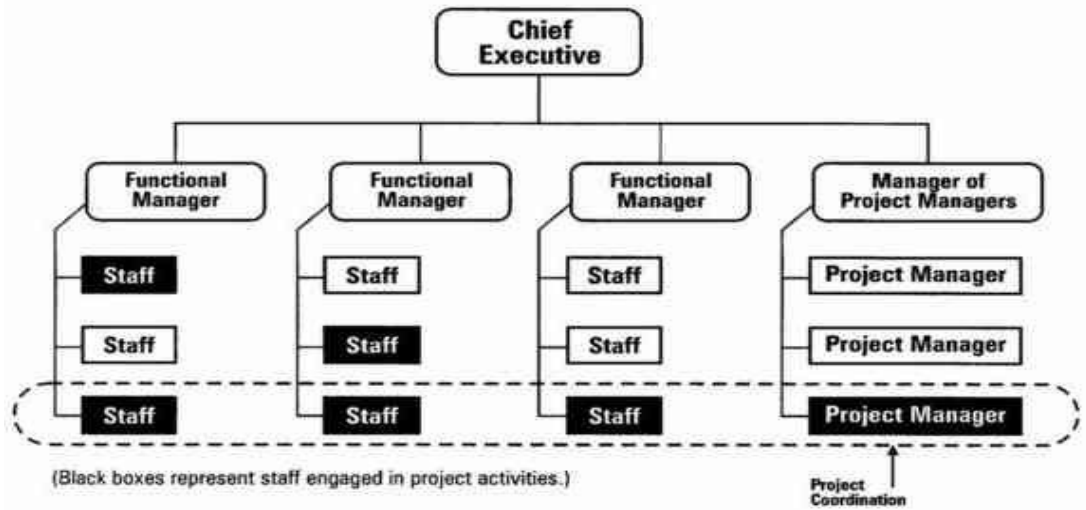 Chief
Executive
Functional
Manager
Functional
Manager
Functional
Manager
Manager of
Project Managers
Staff
Staff
Staff
Project Manager
Staff
Staff
Staff
Project Manager
Staff
Staff
Staff
Project Manager
(Black boxes represent staff engaged in project activities.)
Project
Coordination